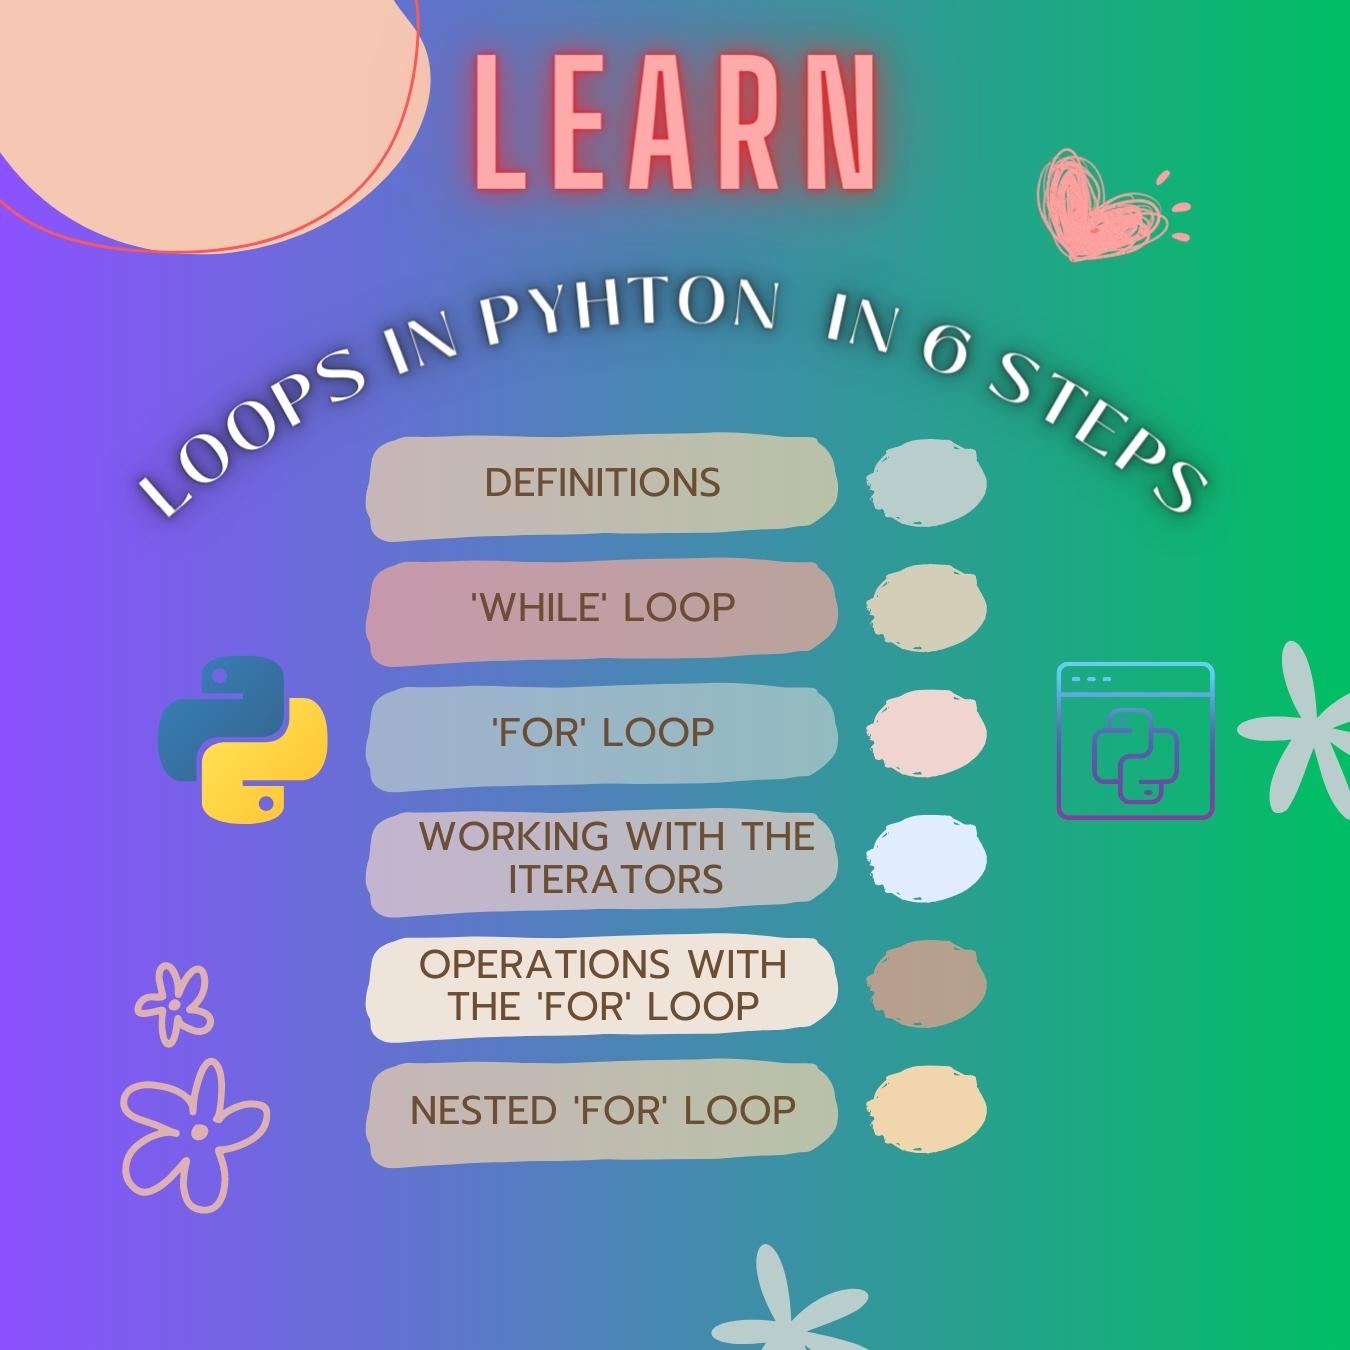 LEARN
LOOPS IN PYHTON IN 6 STEPS
DEFINITIONS
'WHILE' LOOP
'FOR' LOOP
WORKING WITH THE
ITERATORS
OPERATIONS WITH
THE 'FOR' LOOP
NESTED 'FOR' LOOP